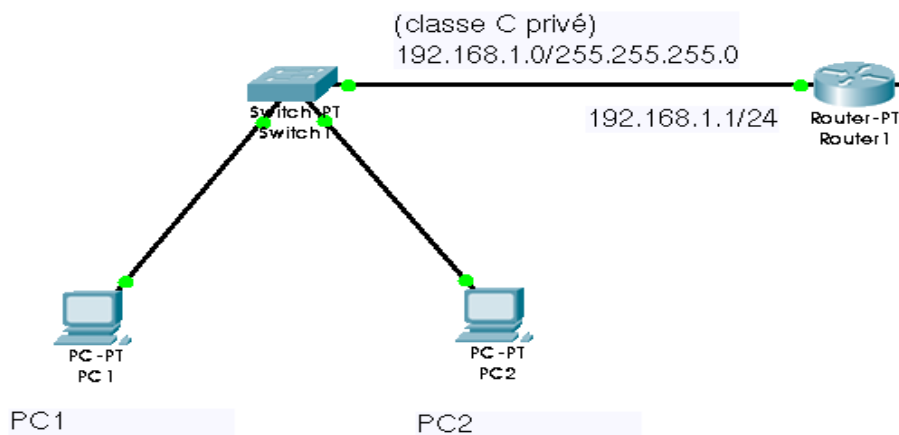 (classe C privé)
192.168.1.0/255.255.255.0
Switch-PT
Switch1
192.168.1.1/24
Router-PT
Router1
PC-PT
PC1
PC-PT
PC2
PC1
PC2